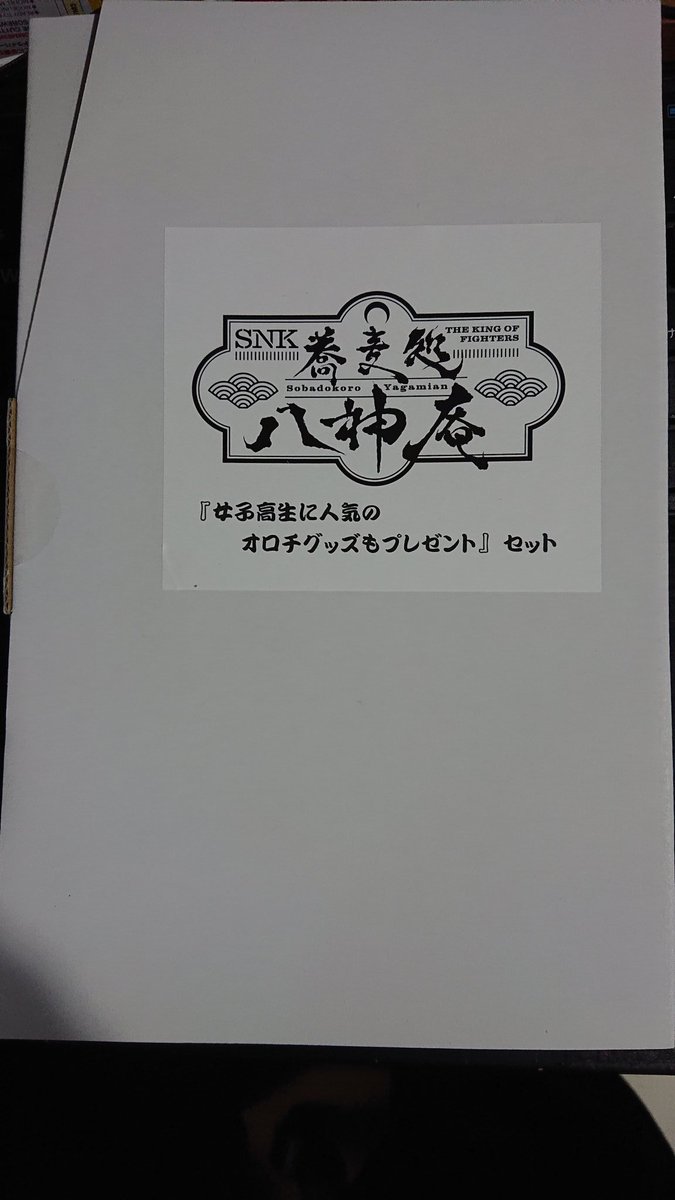 SNK
蕎麦処
THE KING OF
FIGHTERS
Sobadokoro Yagamian
八神庵
『女子高生に人気の
オロチグッズもプレゼント』 セット